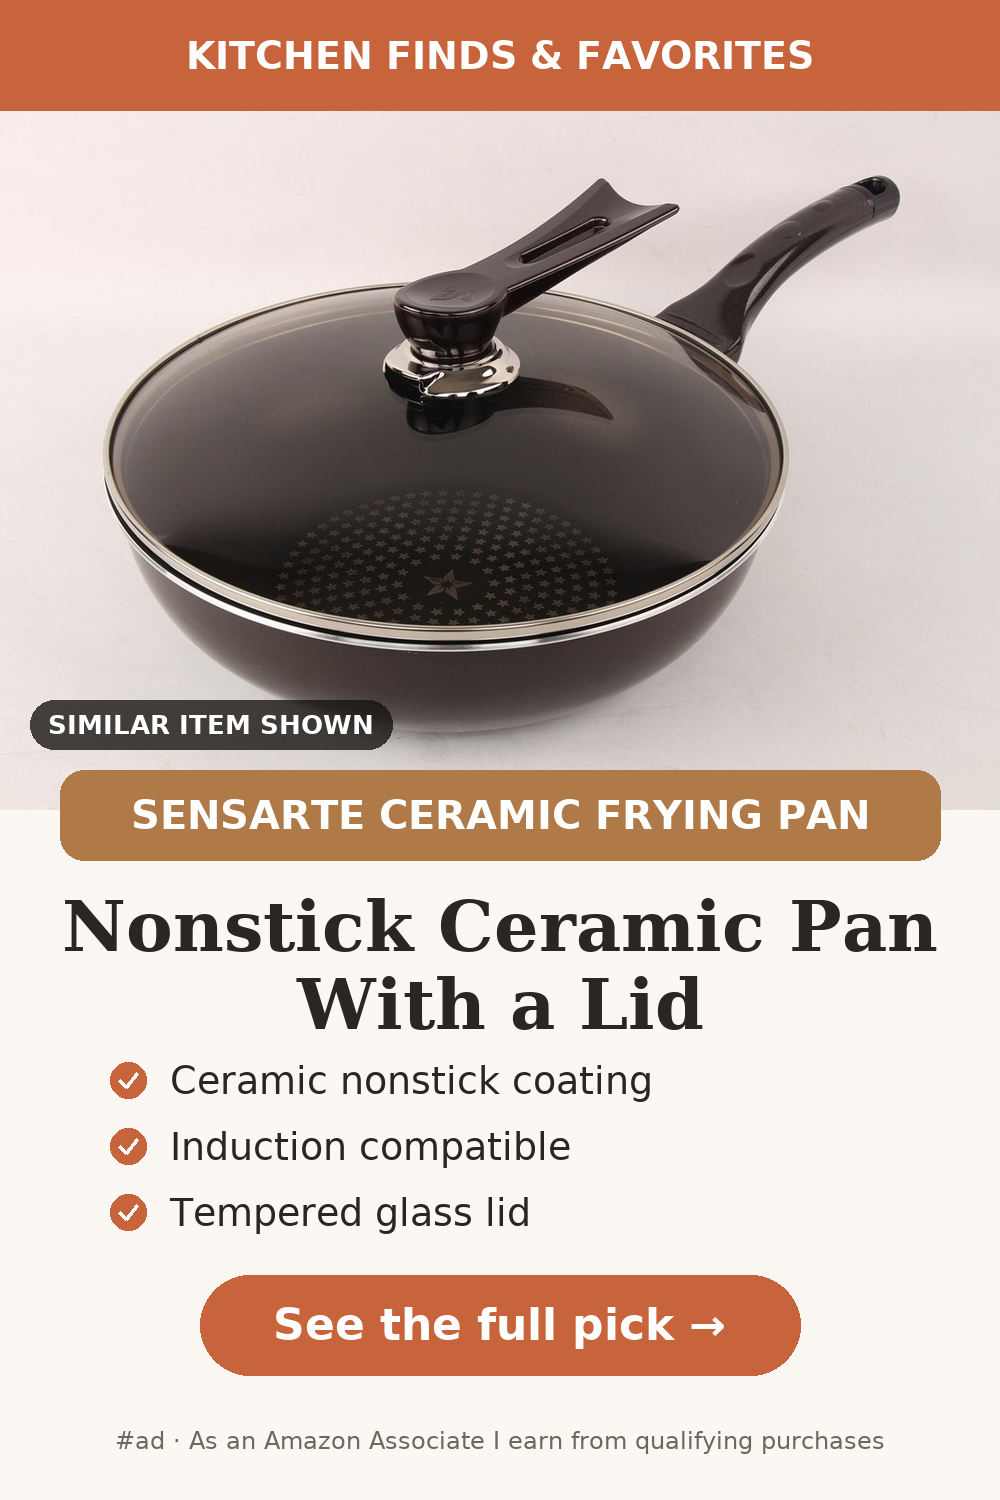 KITCHEN FINDS & FAVORITES
SIMILAR ITEM SHOWN
SENSARTE CERAMIC FRYING PAN
Nonstick Ceramic Pan
With a Lid
Ceramic nonstick coating
Induction compatible
Tempered glass lid
See the full pick →
#ad · As an Amazon Associate I earn from qualifying purchases